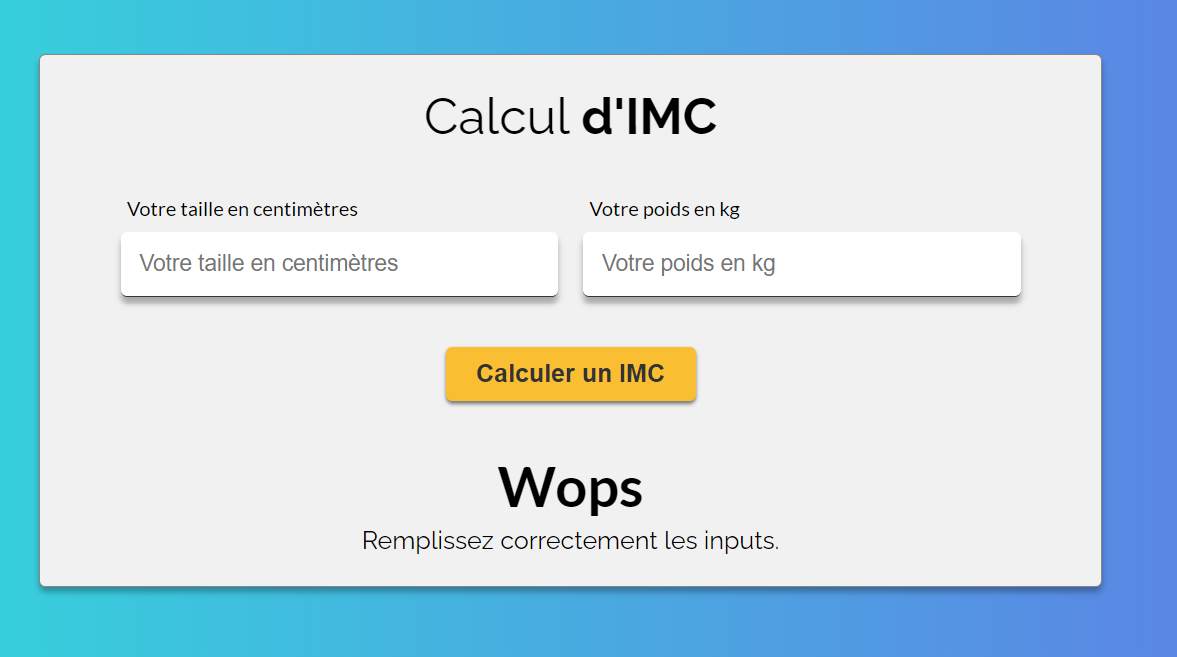 Calcul d'IMC
Votre taille en centimètres
Votre poids en kg
Votre taille en centimètres
Votre poids en kg
Calculer un IMC
Wops
Remplissez correctement les inputs.